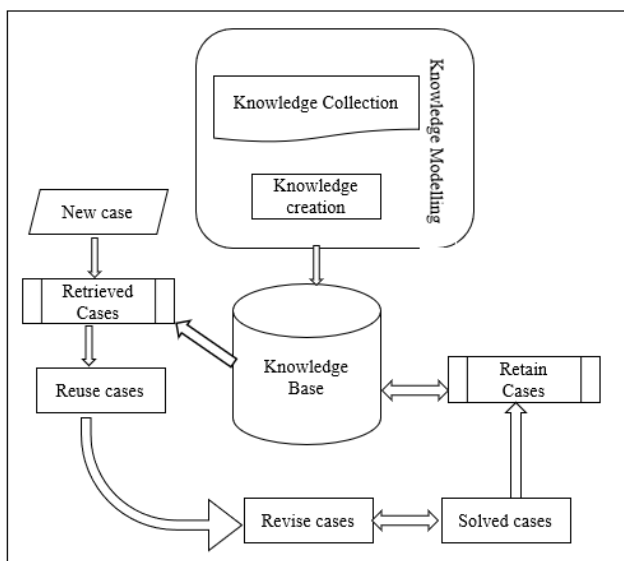 Knowledge Collection
Knowledge Modelling
Knowledge
creation
New case
Retrieved
Cases
Knowledge
Base
Reuse cases
Retain
Cases
Revise cases
Solved cases